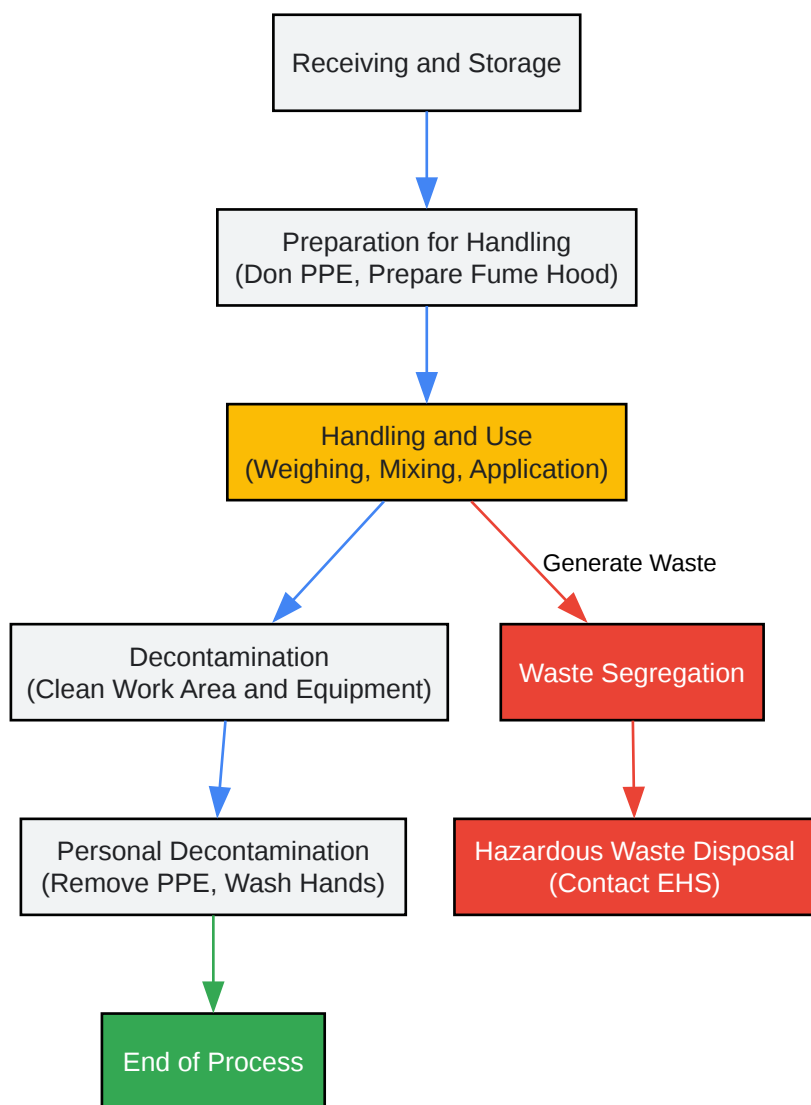 Receiving and Storage
Preparation for Handling
(Don PPE, Prepare Fume Hood)
Handling and Use
(Weighing, Mixing, Application)
Generate Waste
Decontamination
(Clean Work Area and Equipment)
Waste Segregation
Personal Decontamination
(Remove PPE, Wash Hands)
Hazardous Waste Disposal
(Contact EHS)
End of Process